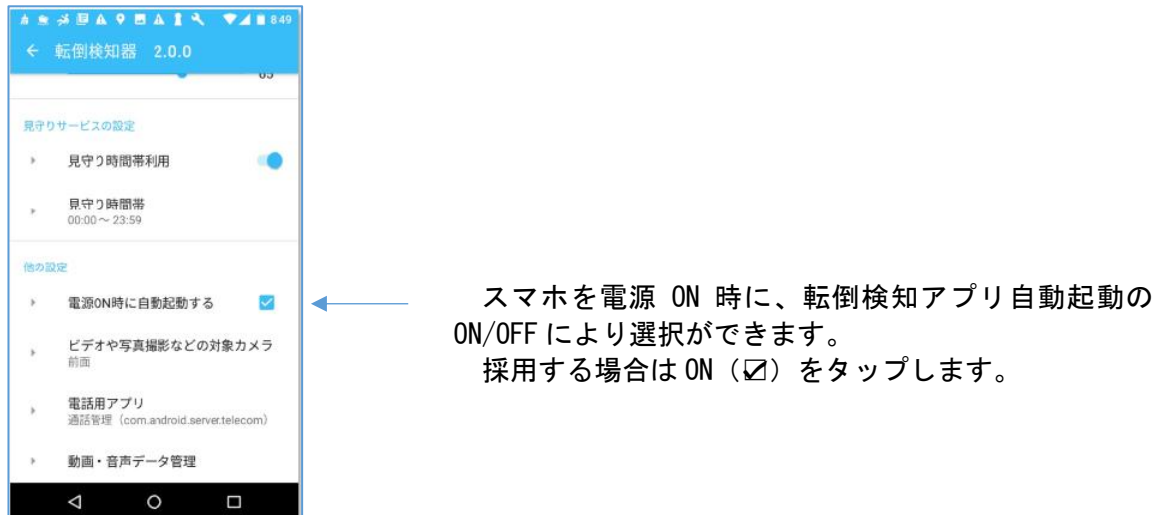 8:49
転倒検知器 2.0.0
見守りサービスの設定
見守り時間帯利用
見守り時間帯
00:00～23:59
他の設定
電源ON時に自動起動する
ビデオや写真撮影などの対象カメラ
前面
電話用アプリ
通話管理（com.android.server.telecom）
動画・音声データ管理
スマホを電源 ON 時に、転倒検知アプリ自動起動の
ON/OFFにより選択ができます。
採用する場合はON（☑）をタップします。